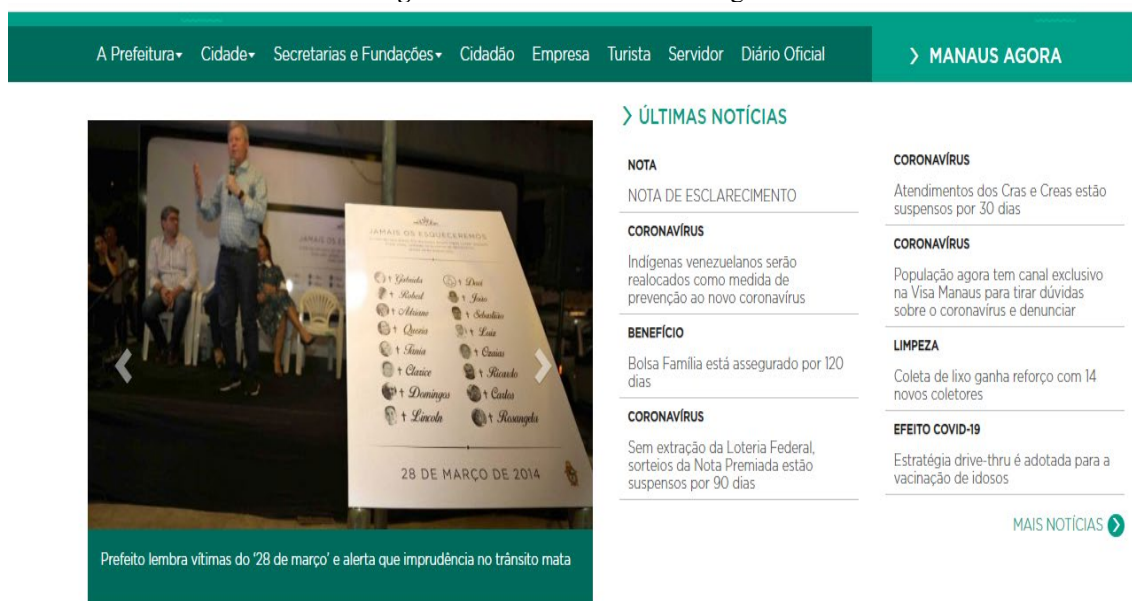 A Prefeitura Cidade Secretarias e Fundações Cidadão Empresa Turista Servidor Diário Oficial
MANAUS AGORA
JAMAIS OS ESQUECEREMOS
† Gabriela
† Davi
† Robert
† João
† Adriano
† Sebastião
† Quezia
† Luiz
† Tania
† Ozaias
† Clarice
† Ricardo
† Domingos
† Carlos
† Lincoln
† Rosangela
28 DE MARÇO DE 2014
Prefeito lembra vítimas do '28 de março' e alerta que imprudência no trânsito mata
ÚLTIMAS NOTÍCIAS
NOTA
NOTA DE ESCLARECIMENTO
CORONAVÍRUS
Indígenas venezuelanos serão
realocados como medida de
prevenção ao novo coronavírus
BENEFÍCIO
Bolsa Família está assegurado por 120
dias
CORONAVÍRUS
Sem extração da Loteria Federal,
sorteios da Nota Premiada estão
suspensos por 90 dias
CORONAVÍRUS
Atendimentos dos Cras e Creas estão
suspensos por 30 dias
CORONAVÍRUS
População agora tem canal exclusivo
na Visa Manaus para tirar dúvidas
sobre o coronavírus e denunciar
LIMPEZA
Coleta de lixo ganha reforço com 14
novos coletores
EFEITO COVID-19
Estratégia drive-thru é adotada para a
vacinação de idosos
MAIS NOTÍCIAS